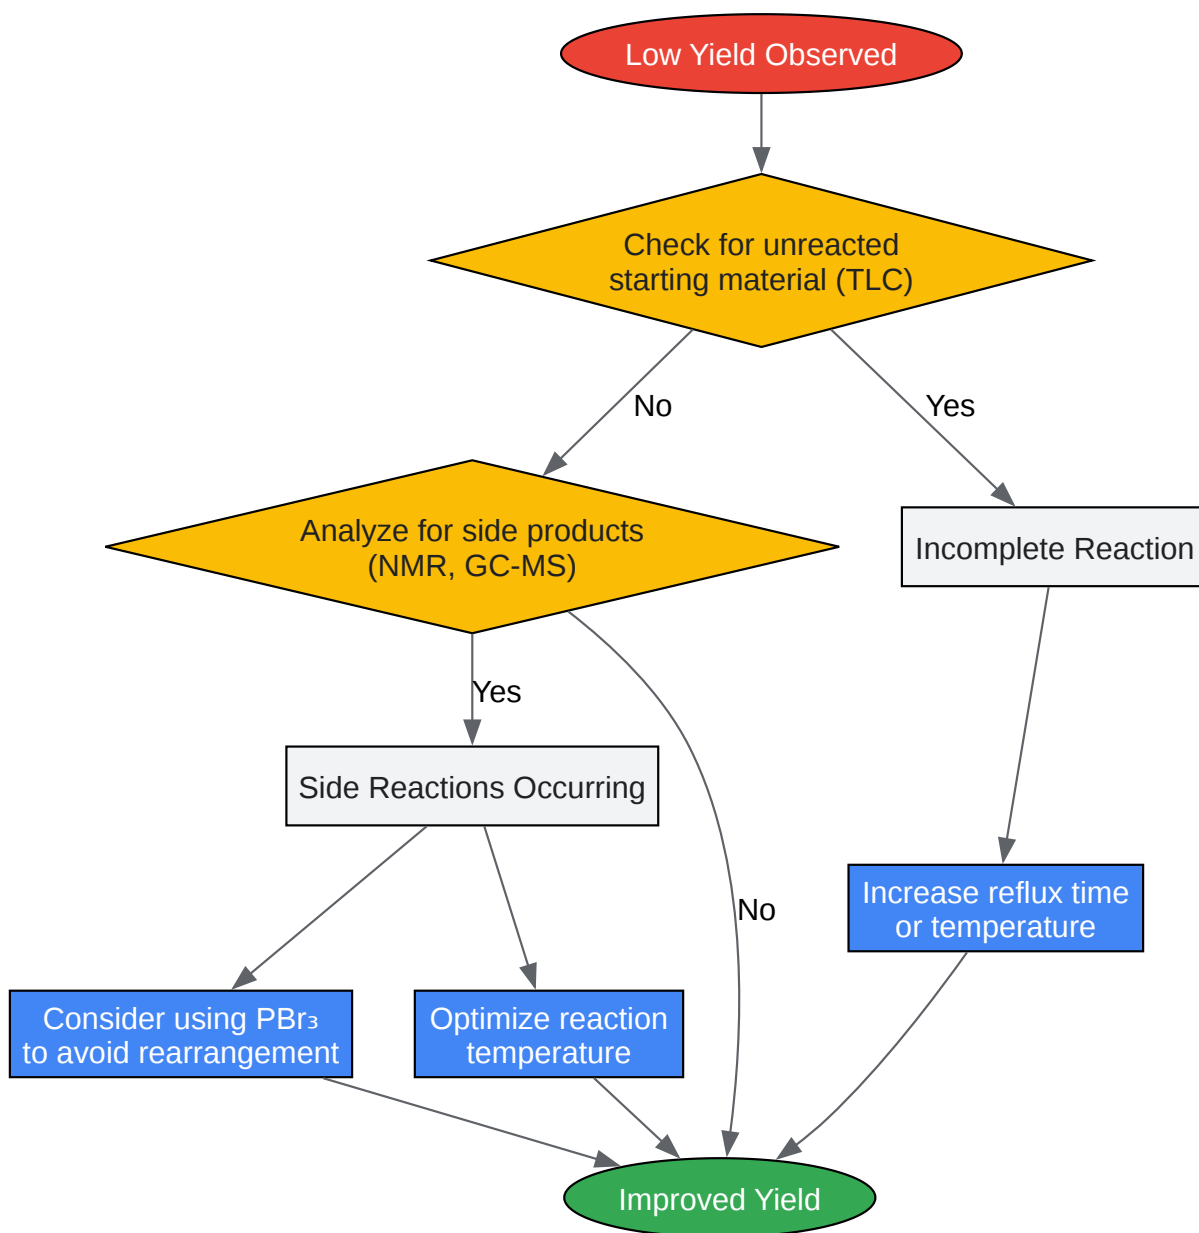 Low Yield Observed
Check for unreacted
starting material (TLC)
No
Yes
Analyze for side products
(NMR, GC-MS)
Incomplete Reaction
Yes
Side Reactions Occurring
No
Increase reflux time
or temperature
Consider using PBr₃
to avoid rearrangement
Optimize reaction
temperature
Improved Yield